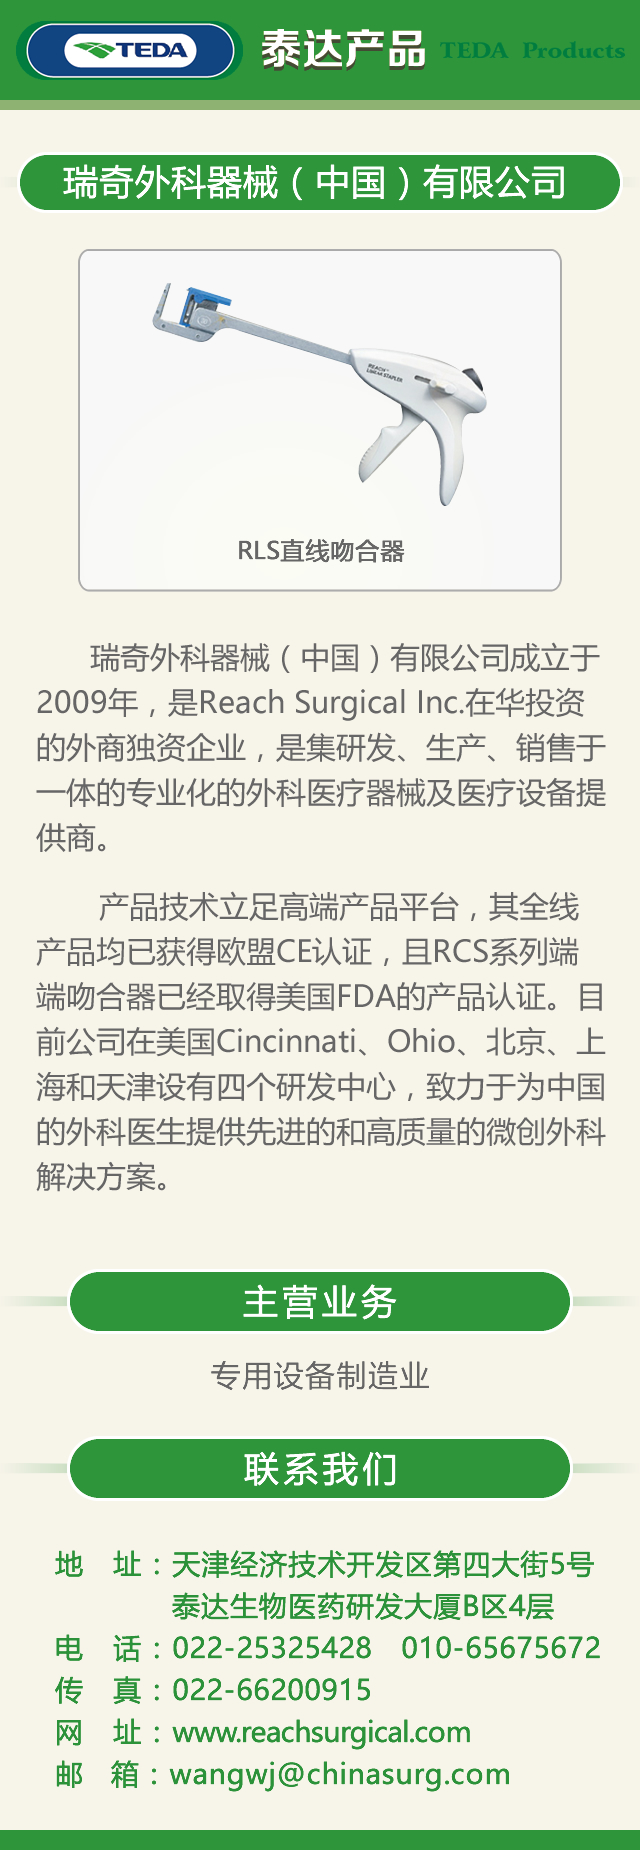 TEDA 泰达产品 TEDA Products
瑞奇外科器械（中国）有限公司
REACH™
LINEAR STAPLER
RLS直线吻合器
瑞奇外科器械（中国）有限公司成立于
2009年，是Reach Surgical Inc.在华投资
的外商独资企业，是集研发、生产、销售于
一体的专业化的外科医疗器械及医疗设备提
供商。
产品技术立足高端产品平台，其全线
产品均已获得欧盟CE认证，且RCS系列端
端吻合器已经取得美国FDA的产品认证。目
前公司在美国Cincinnati、Ohio、北京、上
海和天津设有四个研发中心，致力于为中国
的外科医生提供先进的和高质量的微创外科
解决方案。
主营业务
专用设备制造业
联系我们
地 址：天津经济技术开发区第四大街5号
泰达生物医药研发大厦B区4层
电 话：022-25325428 010-65675672
传 真：022-66200915
网 址：www.reachsurgical.com
邮 箱：wangwj@chinasurg.com